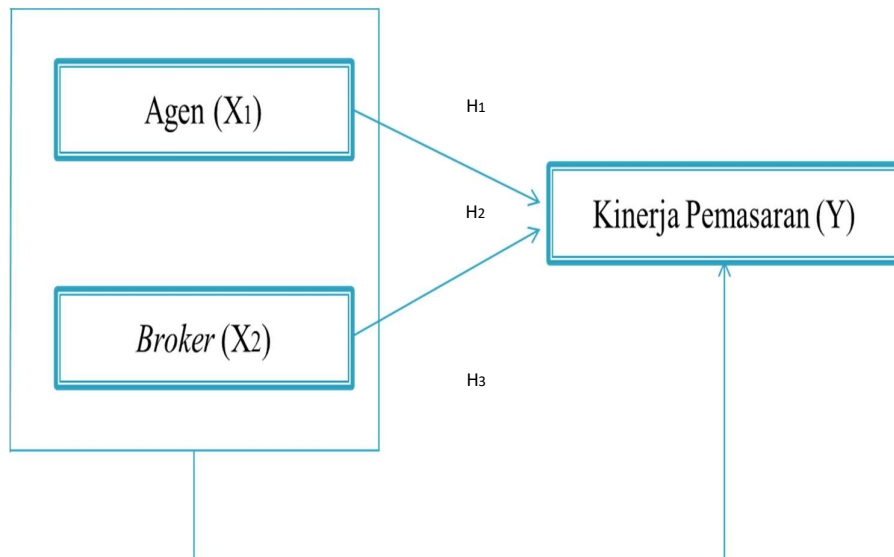 Agen (X1)
H1
Kinerja Pemasaran (Y)
H2
Broker (X2)
H3